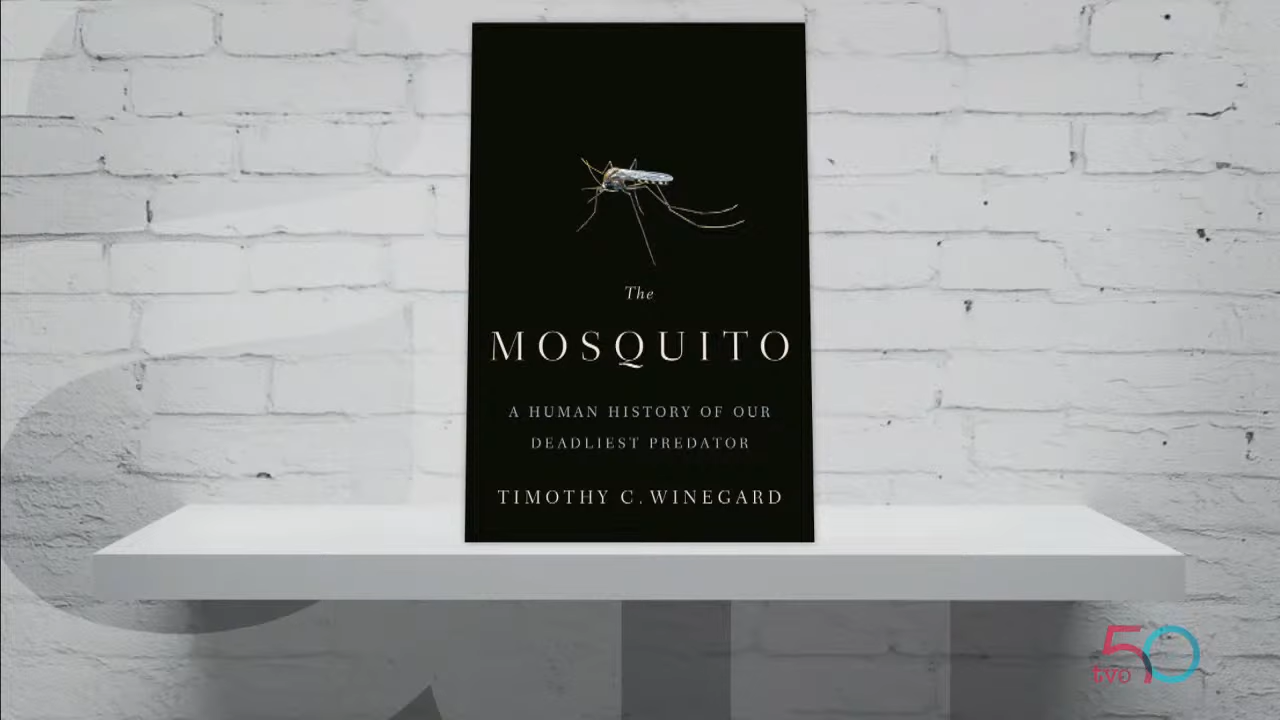 The
MOSQUITO
A HUMAN HISTORY OF OUR
DEADLIEST PREDATOR
TIMOTHY C. WINEGARD
50
tvo